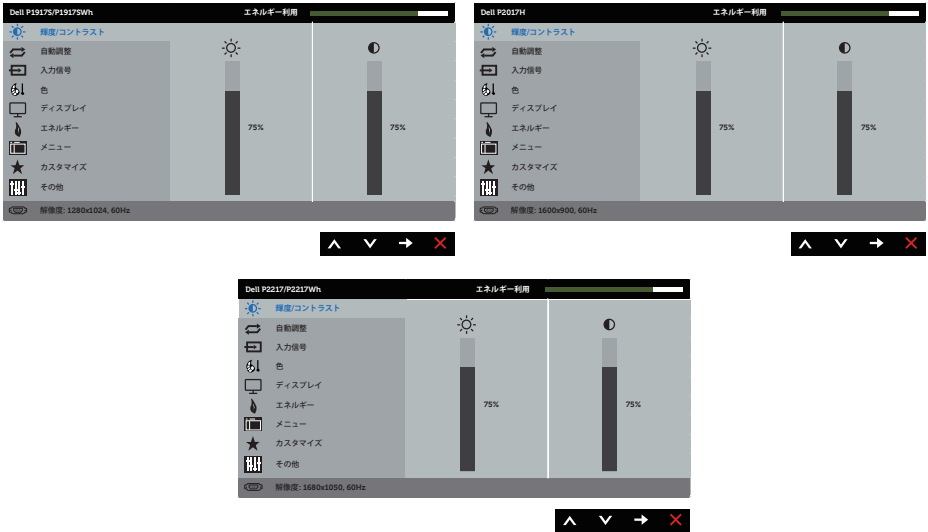 Dell P1917S/P1917SWh エネルギー利用
輝度/コントラスト
自動調整
入力信号
色
ディスプレイ
エネルギー
メニュー
カスタマイズ
その他
75% 75%
解像度: 1280x1024, 60Hz
Dell P2017H エネルギー利用
輝度/コントラスト
自動調整
入力信号
色
ディスプレイ
エネルギー
メニュー
カスタマイズ
その他
75% 75%
解像度: 1600x900, 60Hz
Dell P2217/P2217Wh エネルギー利用
輝度/コントラスト
自動調整
入力信号
色
ディスプレイ
エネルギー
メニュー
カスタマイズ
その他
75% 75%
解像度: 1680x1050, 60Hz